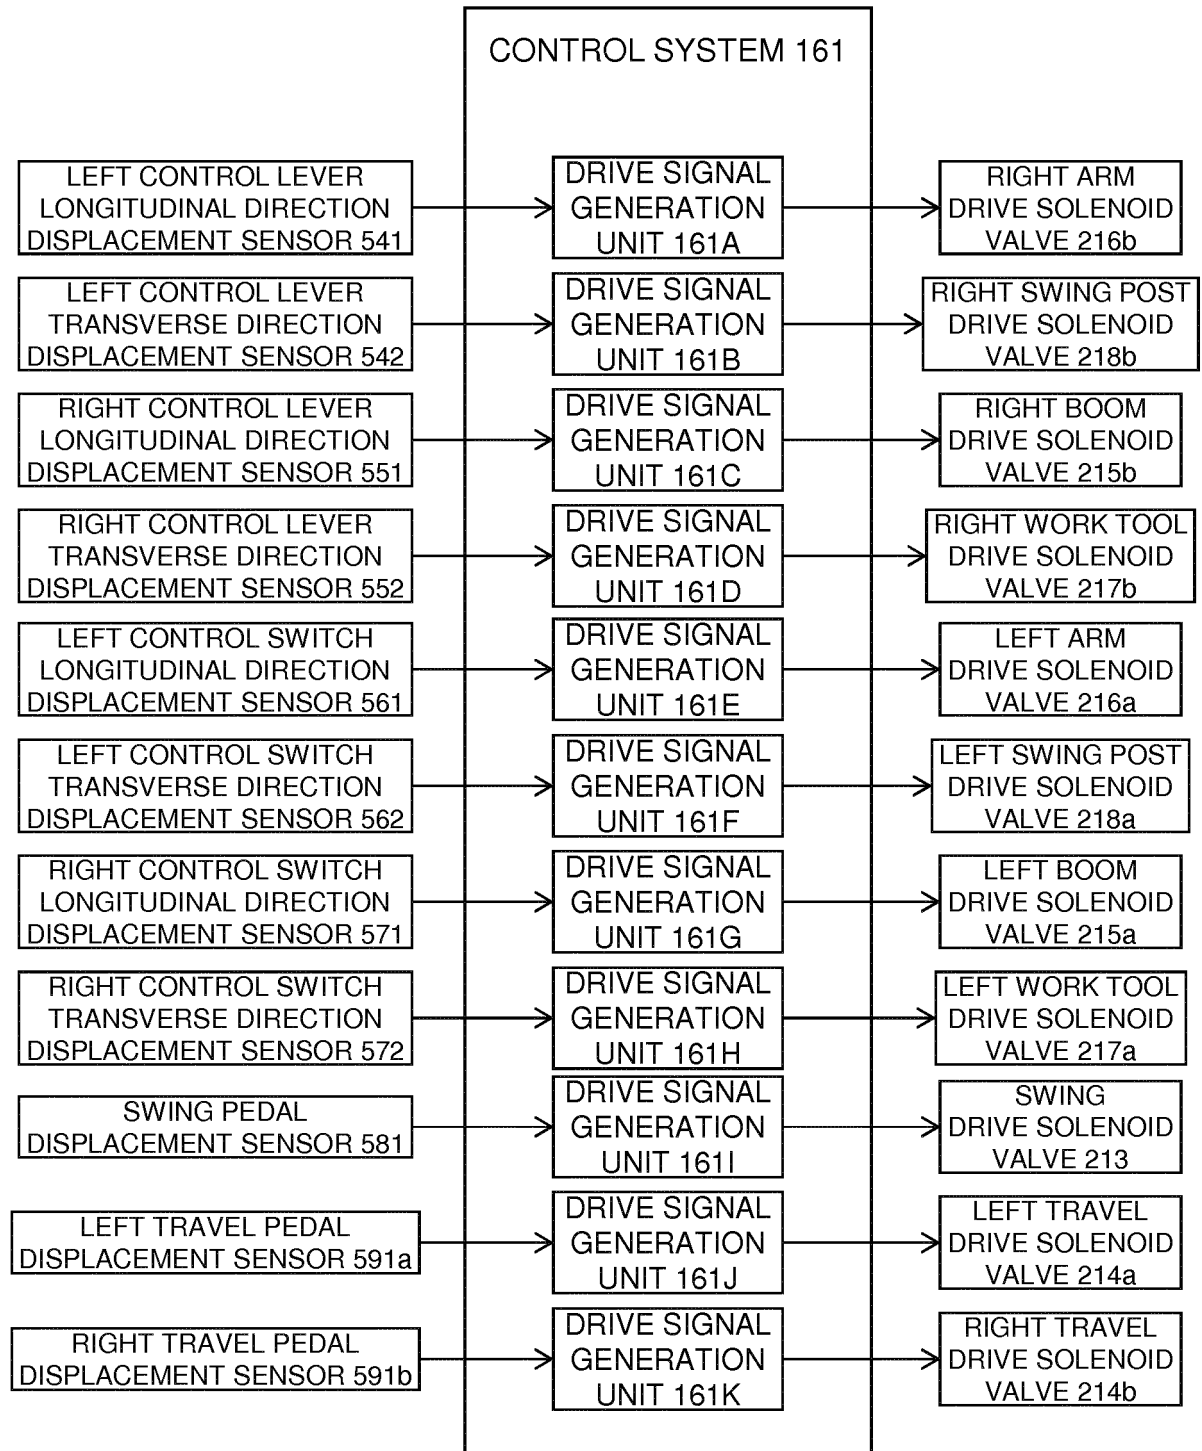 CONTROL SYSTEM 161
LEFT CONTROL LEVER
LONGITUDINAL DIRECTION
DISPLACEMENT SENSOR 541
DRIVE SIGNAL
GENERATION
UNIT 161A
RIGHT ARM
DRIVE SOLENOID
VALVE 216b
LEFT CONTROL LEVER
TRANSVERSE DIRECTION
DISPLACEMENT SENSOR 542
DRIVE SIGNAL
GENERATION
UNIT 161B
RIGHT SWING POST
DRIVE SOLENOID
VALVE 218b
RIGHT CONTROL LEVER
LONGITUDINAL DIRECTION
DISPLACEMENT SENSOR 551
DRIVE SIGNAL
GENERATION
UNIT 161C
RIGHT BOOM
DRIVE SOLENOID
VALVE 215b
RIGHT CONTROL LEVER
TRANSVERSE DIRECTION
DISPLACEMENT SENSOR 552
DRIVE SIGNAL
GENERATION
UNIT 161D
RIGHT WORK TOOL
DRIVE SOLENOID
VALVE 217b
LEFT CONTROL SWITCH
LONGITUDINAL DIRECTION
DISPLACEMENT SENSOR 561
DRIVE SIGNAL
GENERATION
UNIT 161E
LEFT ARM
DRIVE SOLENOID
VALVE 216a
LEFT CONTROL SWITCH
TRANSVERSE DIRECTION
DISPLACEMENT SENSOR 562
DRIVE SIGNAL
GENERATION
UNIT 161F
LEFT SWING POST
DRIVE SOLENOID
VALVE 218a
RIGHT CONTROL SWITCH
LONGITUDINAL DIRECTION
DISPLACEMENT SENSOR 571
DRIVE SIGNAL
GENERATION
UNIT 161G
LEFT BOOM
DRIVE SOLENOID
VALVE 215a
RIGHT CONTROL SWITCH
TRANSVERSE DIRECTION
DISPLACEMENT SENSOR 572
DRIVE SIGNAL
GENERATION
UNIT 161H
LEFT WORK TOOL
DRIVE SOLENOID
VALVE 217a
SWING PEDAL
DISPLACEMENT SENSOR 581
DRIVE SIGNAL
GENERATION
UNIT 161I
SWING
DRIVE SOLENOID
VALVE 213
LEFT TRAVEL PEDAL
DISPLACEMENT SENSOR 591a
DRIVE SIGNAL
GENERATION
UNIT 161J
LEFT TRAVEL
DRIVE SOLENOID
VALVE 214a
RIGHT TRAVEL PEDAL
DISPLACEMENT SENSOR 591b
DRIVE SIGNAL
GENERATION
UNIT 161K
RIGHT TRAVEL
DRIVE SOLENOID
VALVE 214b